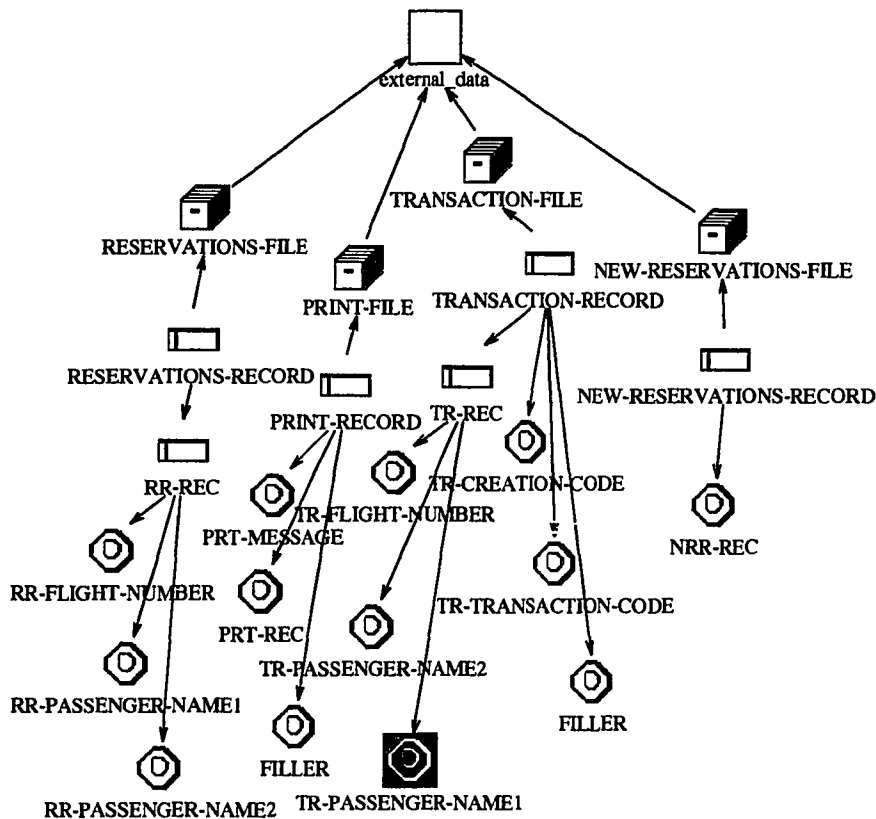 external_data
TRANSACTION-FILE
RESERVATIONS-FILE
NEW-RESERVATIONS-FILE
PRINT-FILE
TRANSACTION-RECORD
RESERVATIONS-RECORD
NEW-RESERVATIONS-RECORD
PRINT-RECORD
TR-REC
RR-REC
TR-CREATION-CODE
TR-FLIGHT-NUMBER
PRT-MESSAGE
NRR-REC
RR-FLIGHT-NUMBER
TR-TRANSACTION-CODE
PRT-REC
TR-PASSENGER-NAME2
RR-PASSENGER-NAME1
FILLER
FILLER
RR-PASSENGER-NAME2
TR-PASSENGER-NAME1
D
D
D
D
D
D
D
D
D
D
D
D
D